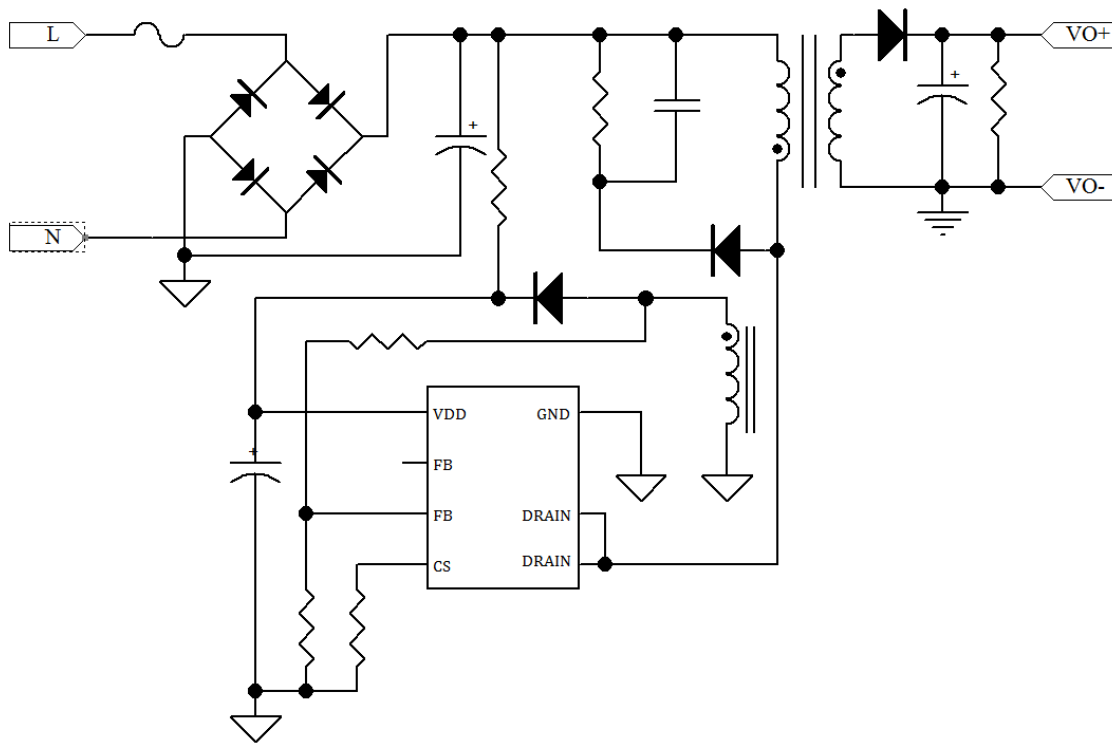 L
VO+
+
+
VO-
N
+
VDD
GND
FB
FB
DRAIN
CS
DRAIN